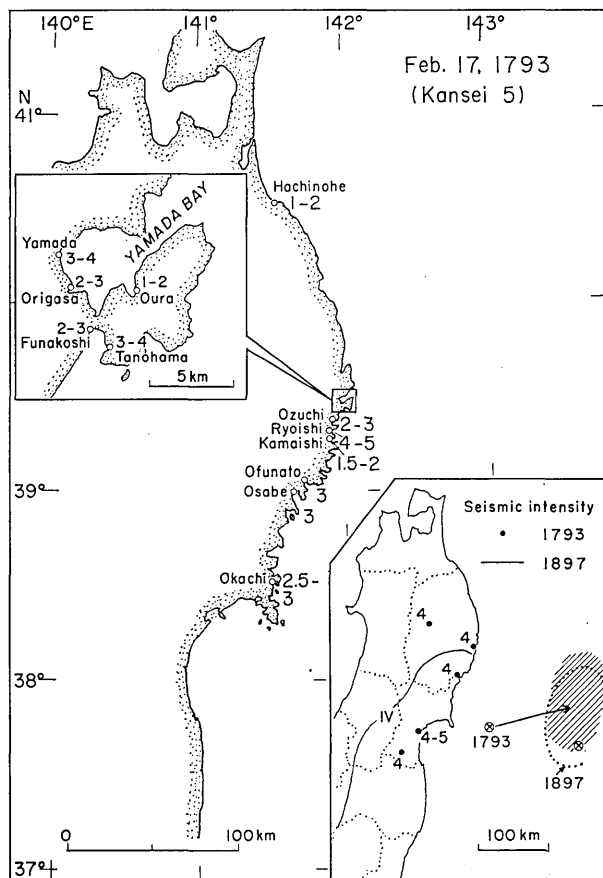 140°E 141° 142° 143°
Feb. 17, 1793
(Kansei 5)
N
41°
Hachinohe
1-2
YAMADA BAY
Yamada
3-4
2-3
Origasa
1-2
Oura
2-3
Funakoshi
3-4
Tanohama
5 km
Ozuchi
Ryoishi 2-3
Kamaishi 4-5
1.5-2
Ofunato
39° Osabe 3
3
Okachi 2.5-
3
38°
Seismic intensity
1793
1897
4
4
4
IV
4-5
4
1793
1897
0 100 km
100 km
37°